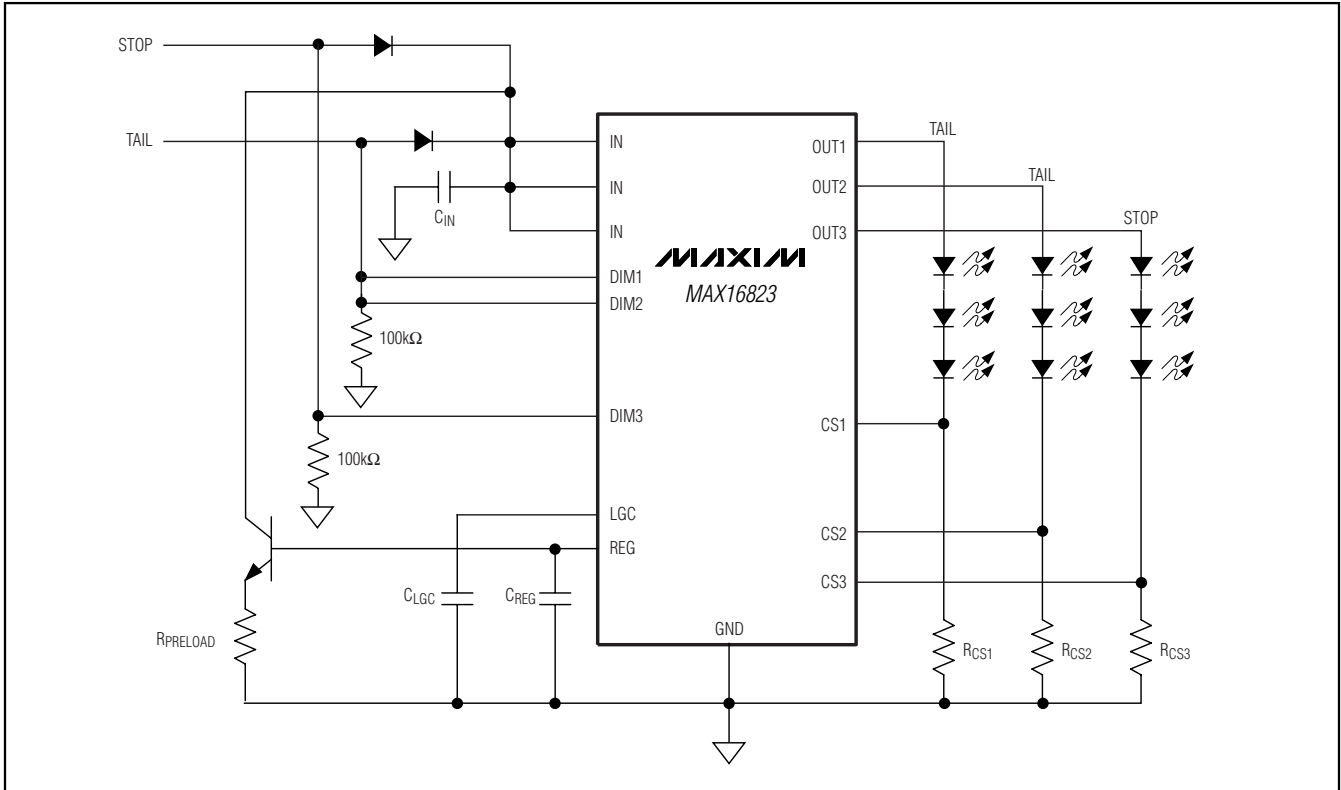 STOP
TAIL
C_IN
100kΩ
100kΩ
R_PRELOAD
C_LGC
C_REG
IN
IN
IN
DIM1
DIM2
DIM3
LGC
REG
MAXIM
MAX16823
GND
OUT1
OUT2
OUT3
CS1
CS2
CS3
TAIL
TAIL
STOP
R_CS1
R_CS2
R_CS3